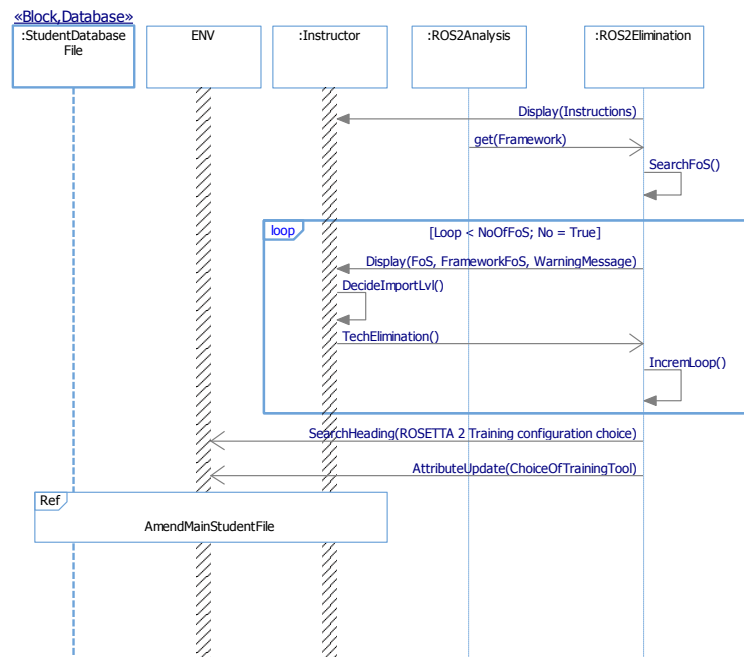 «Block,Database»
:StudentDatabase
File
ENV
:Instructor
:ROS2Analysis
:ROS2Elimination
Display(Instructions)
get(Framework)
SearchFoS()
loop
[Loop < NoOfFoS; No = True]
Display(FoS, FrameworkFoS, WarningMessage)
DecideImportLvl()
TechElimination()
IncremLoop()
SearchHeading(ROSETTA 2 Training configuration choice)
AttributeUpdate(ChoiceOfTrainingTool)
Ref
AmendMainStudentFile